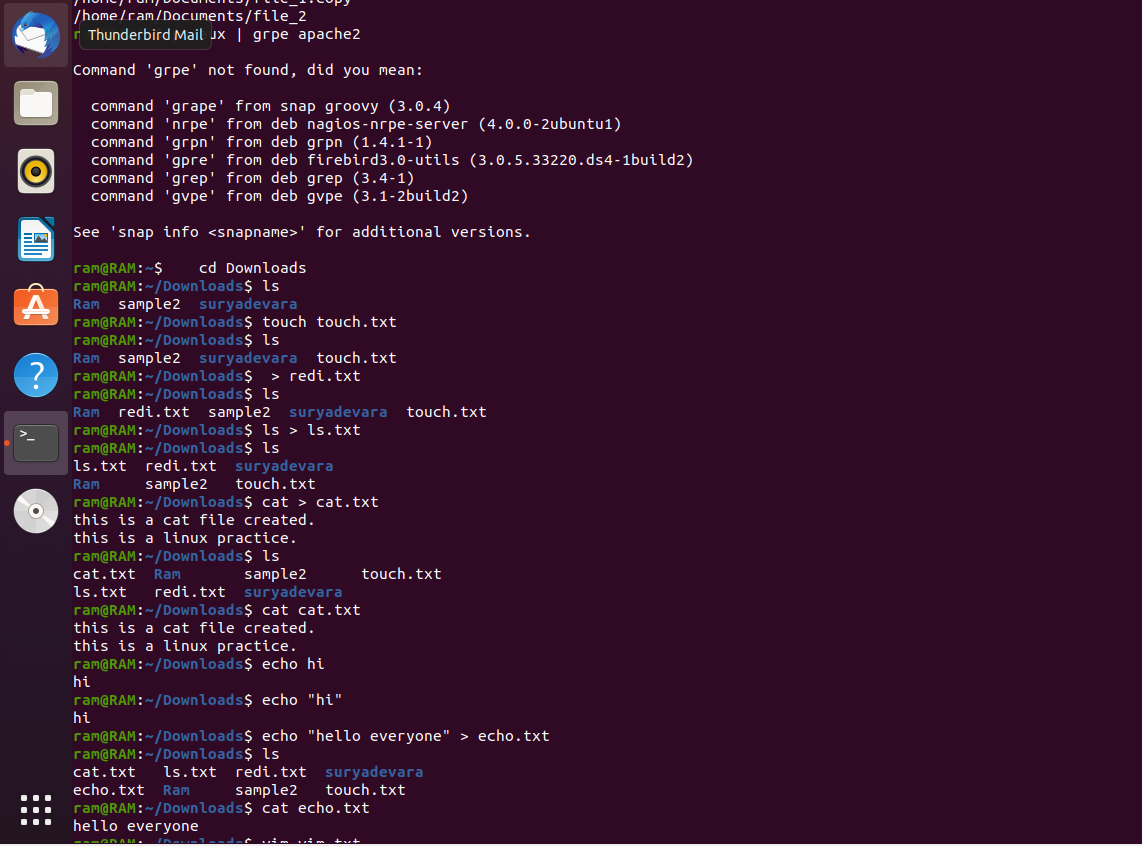 /home/ram/Documents/file_1.copy
/home/ram/Documents/file_2
Thunderbird Mail ux | grpe apache2
Command 'grpe' not found, did you mean:
command 'grape' from snap groovy (3.0.4)
command 'nrpe' from deb nagios-nrpe-server (4.0.0-2ubuntu1)
command 'grpn' from deb grpn (1.4.1-1)
command 'gpre' from deb firebird3.0-utils (3.0.5.33220.ds4-1build2)
command 'grep' from deb grep (3.4-1)
command 'gvpe' from deb gvpe (3.1-2build2)
See 'snap info <snapname>' for additional versions.
ram@RAM:~$    cd Downloads
ram@RAM:~/Downloads$ ls
Ram  sample2  suryadevara
ram@RAM:~/Downloads$ touch touch.txt
ram@RAM:~/Downloads$ ls
Ram  sample2  suryadevara  touch.txt
ram@RAM:~/Downloads$  > redi.txt
ram@RAM:~/Downloads$ ls
Ram  redi.txt  sample2  suryadevara  touch.txt
ram@RAM:~/Downloads$ ls > ls.txt
ram@RAM:~/Downloads$ ls
ls.txt  redi.txt  suryadevara
Ram     sample2   touch.txt
ram@RAM:~/Downloads$ cat > cat.txt
this is a cat file created.
this is a linux practice.
ram@RAM:~/Downloads$ ls
cat.txt  Ram       sample2      touch.txt
ls.txt   redi.txt  suryadevara
ram@RAM:~/Downloads$ cat cat.txt
this is a cat file created.
this is a linux practice.
ram@RAM:~/Downloads$ echo hi
hi
ram@RAM:~/Downloads$ echo "hi"
hi
ram@RAM:~/Downloads$ echo "hello everyone" > echo.txt
ram@RAM:~/Downloads$ ls
cat.txt   ls.txt  redi.txt  suryadevara
echo.txt  Ram     sample2   touch.txt
ram@RAM:~/Downloads$ cat echo.txt
hello everyone
ram@RAM:~/Downloads$ vim vim.txt